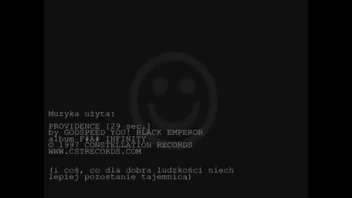 Muzyka użyta:
PROVIDENCE [29 sec.]
by GODSPEED YOU! BLACK EMPEROR
album F#A# INFINITY
© 1997 CONSTELLATION RECORDS
WWW.CSTRECORDS.COM
(i coś, co dla dobra ludzkości niech
lepiej pozostanie tajemnicą)